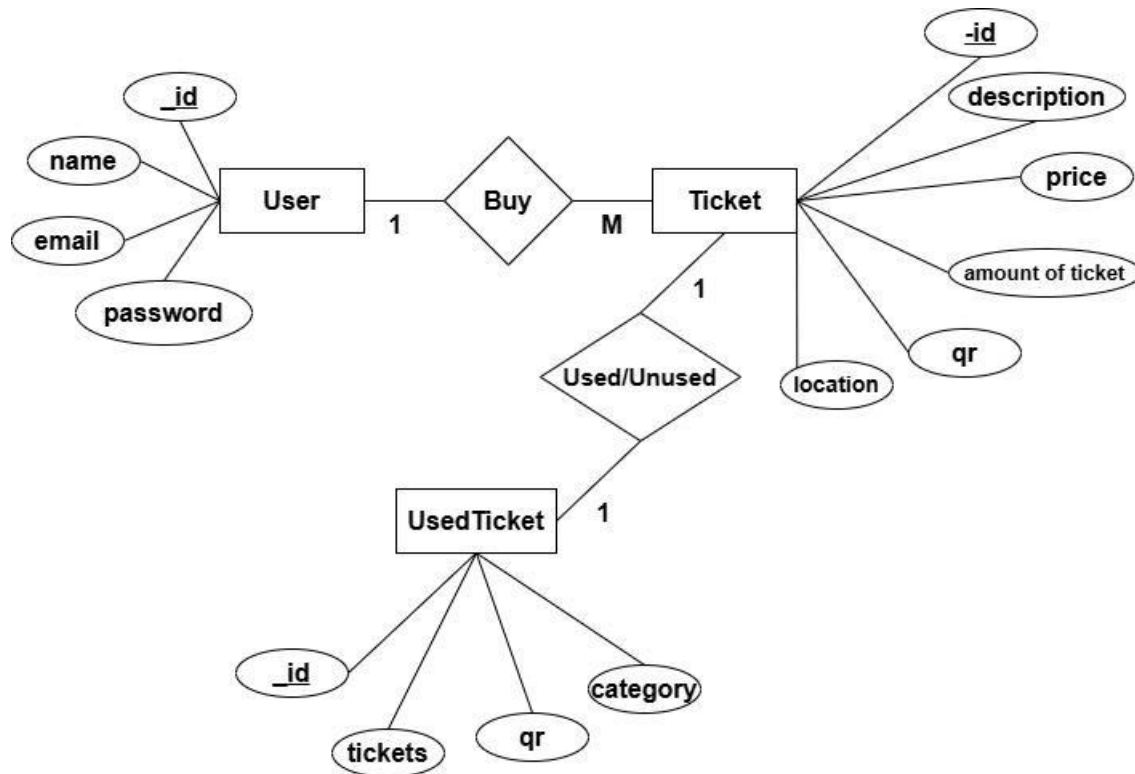 -id
description
_id
name
price
User
Buy
Ticket
1
M
email
amount of ticket
1
password
qr
Used/Unused
location
UsedTicket
1
_id
category
tickets
qr